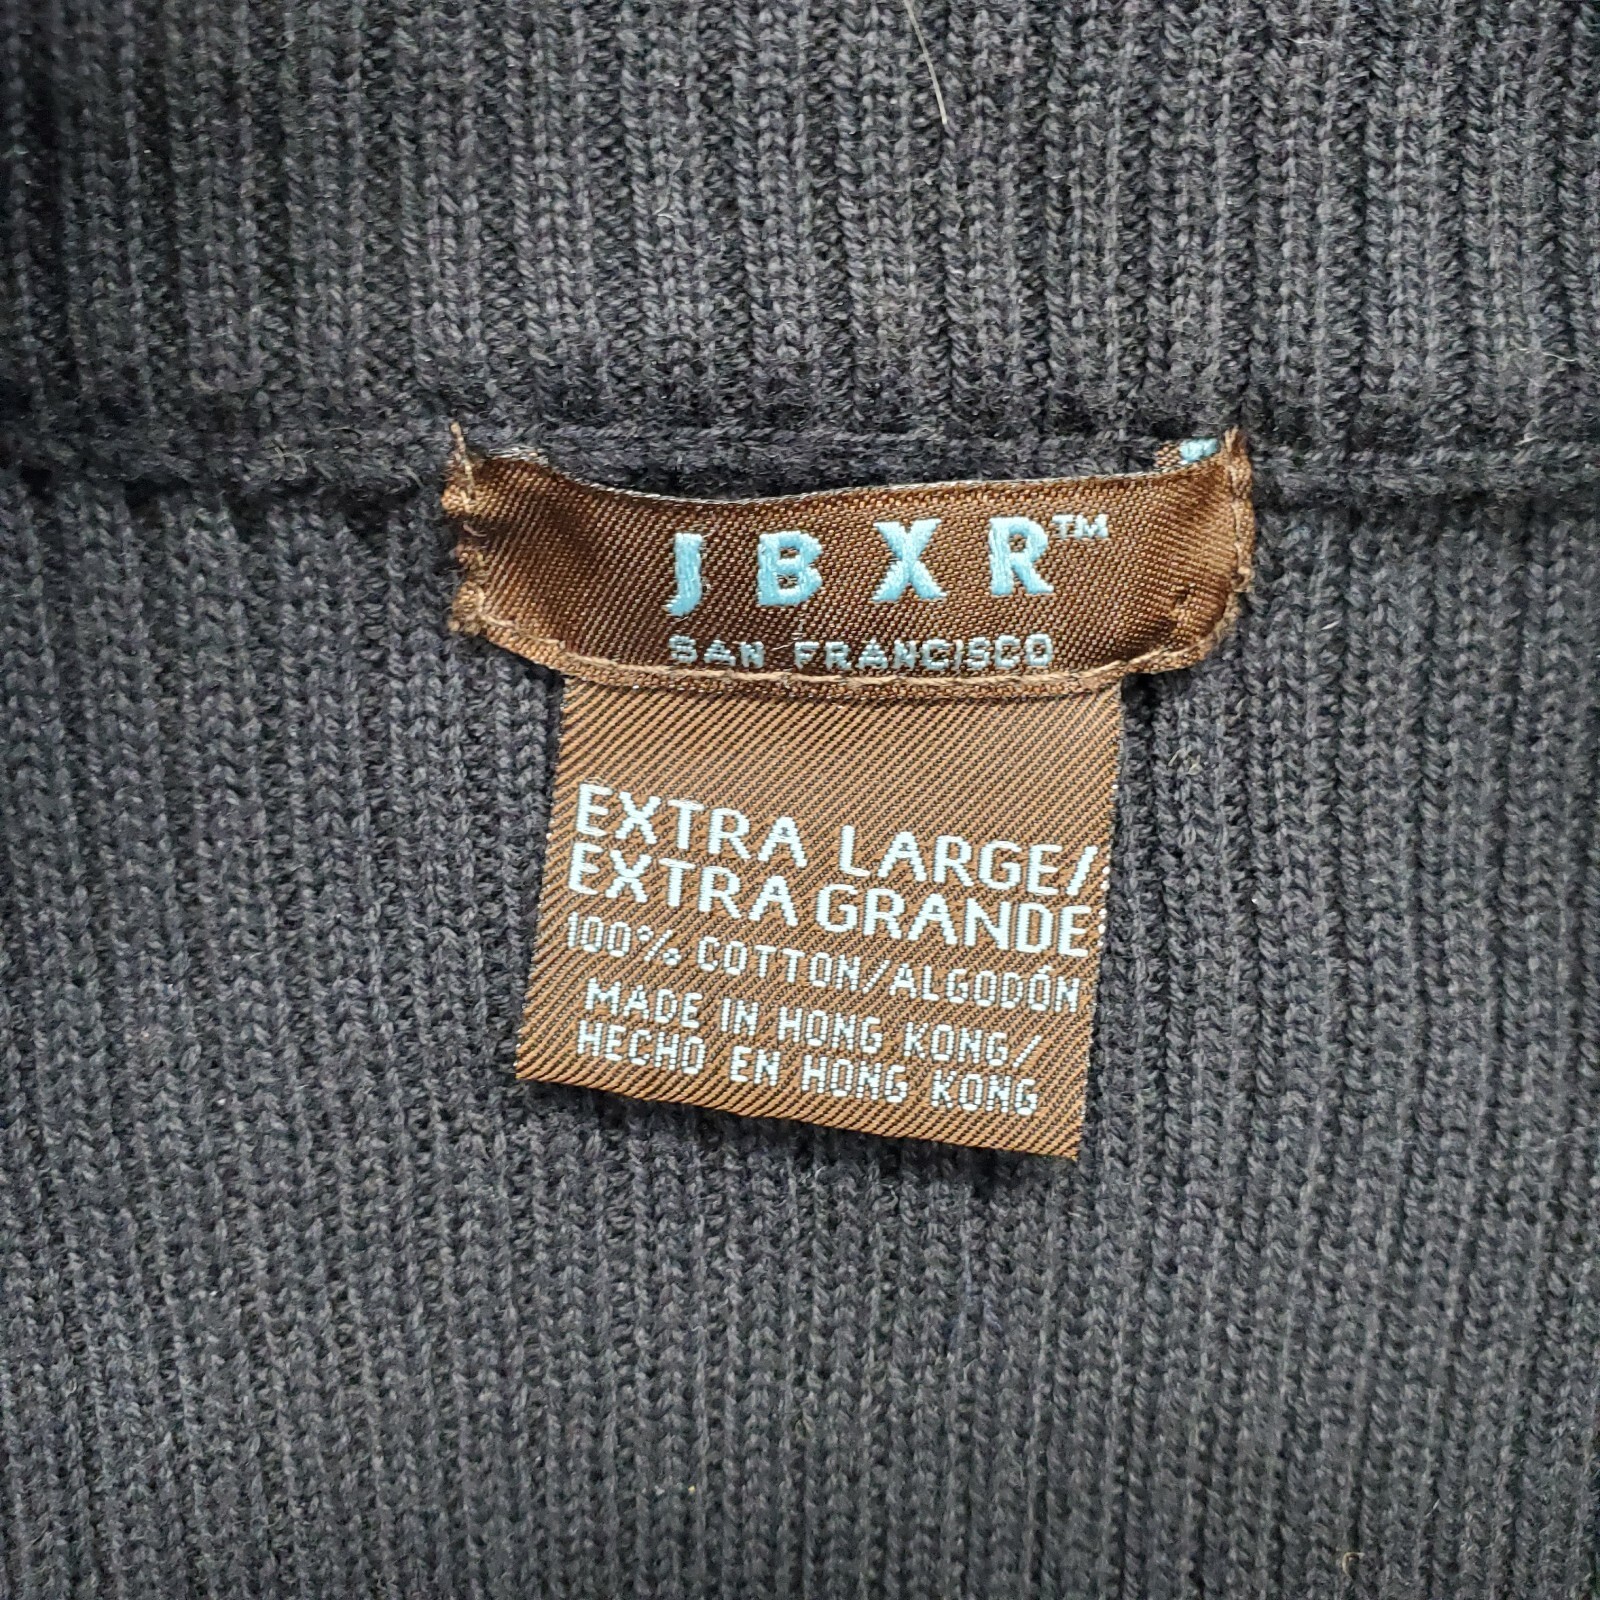 JBXR™
SAN FRANCISCO
EXTRA LARGE/
EXTRA GRANDE
100% COTTON/ALGODÓN
MADE IN HONG KONG/
HECHO EN HONG KONG